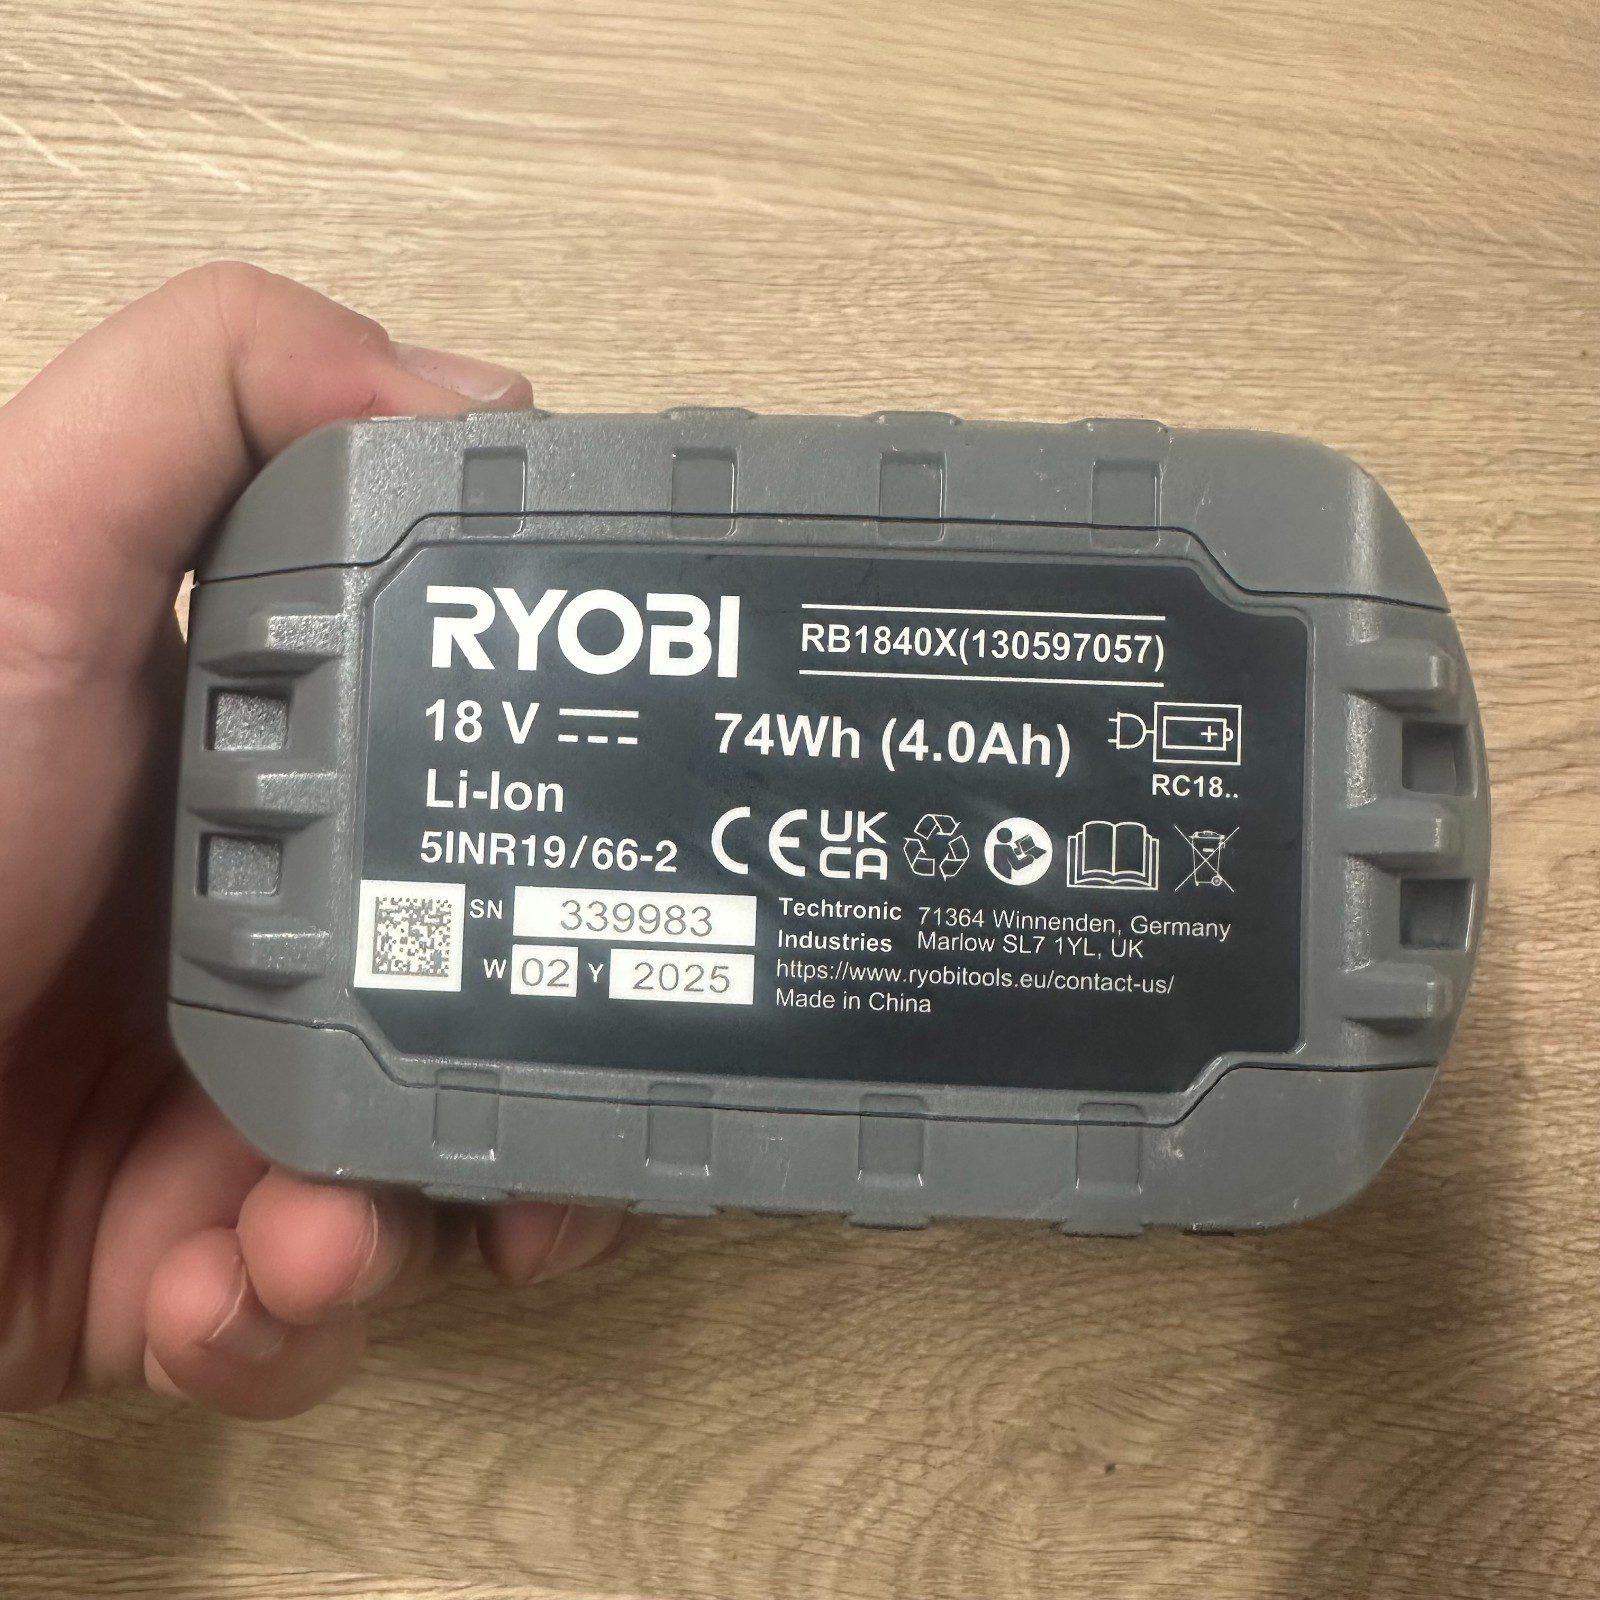 RYOBI
RB1840X(130597057)
18 V 74Wh (4.0Ah)
RC18..
Li-Ion
5INR19/66-2
CE UK CA
SN 339983
W 02 Y 2025
Techtronic Industries
71364 Winnenden, Germany
Marlow SL7 1YL, UK
https://www.ryobitools.eu/contact-us/
Made in China